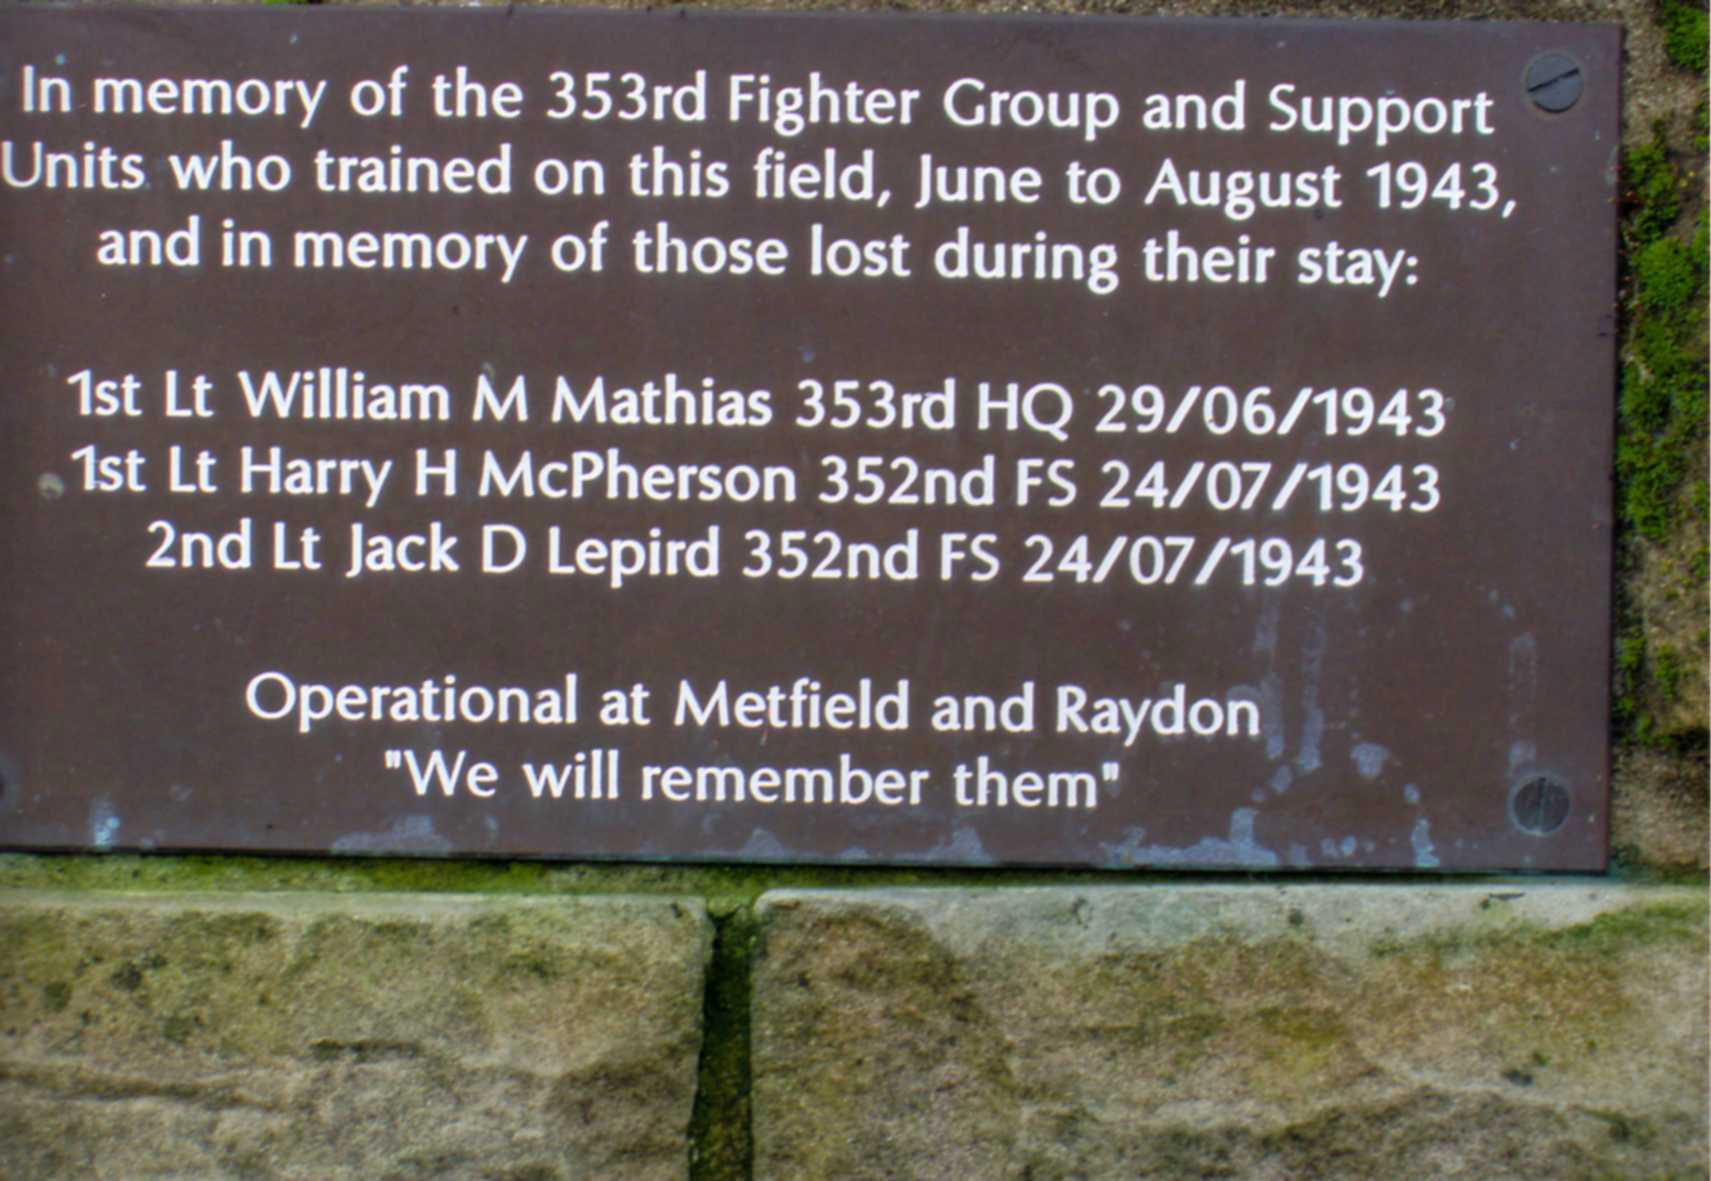 In memory of the 353rd Fighter Group and Support
Units who trained on this field, June to August 1943,
and in memory of those lost during their stay:
1st Lt William M Mathias 353rd HQ 29/06/1943
1st Lt Harry H McPherson 352nd FS 24/07/1943
2nd Lt Jack D Lepird 352nd FS 24/07/1943
Operational at Metfield and Raydon
"We will remember them"